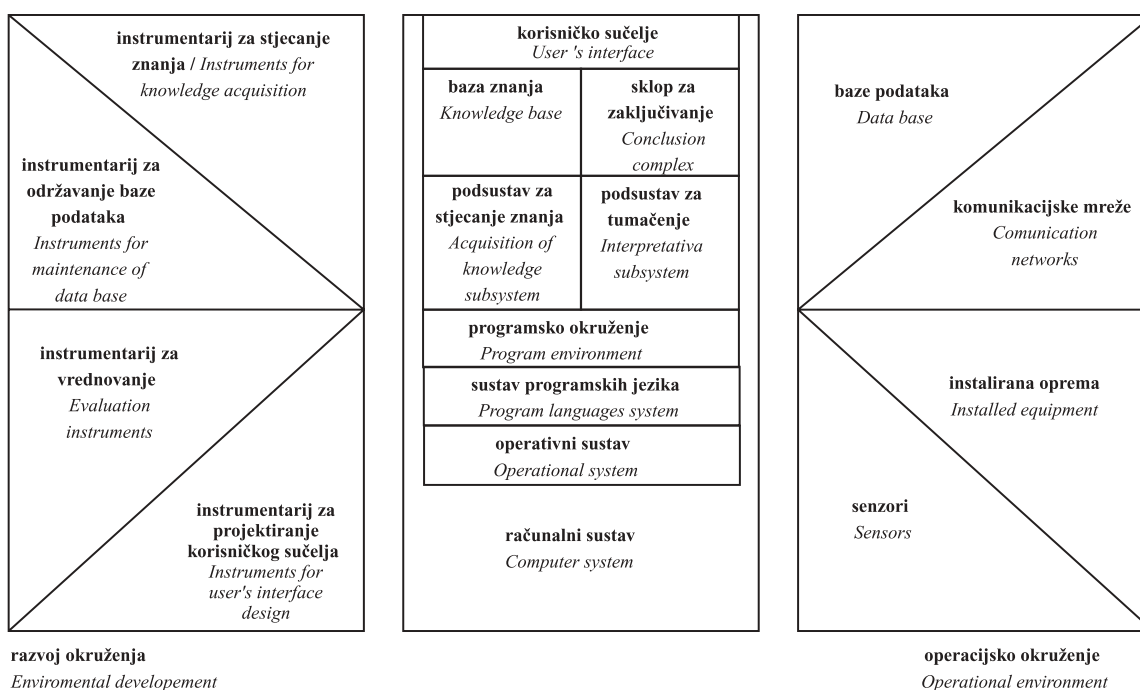 instrumentarij za stjecanje
znanja / Instruments for
knowledge acquisition
instrumentarij za
održavanje baze
podataka
Instruments for
maintenance of
data base
instrumentarij za
vrednovanje
Evaluation
instruments
instrumentarij za
projektiranje
korisničkog sučelja
Instruments for
user's interface
design
razvoj okruženja
Enviromental developement
korisničko sučelje
User 's interface
baza znanja
Knowledge base
sklop za
zaključivanje
Conclusion
complex
podsustav za
stjecanje znanja
Acquisition of
knowledge
subsystem
podsustav za
tumačenje
Interpretativa
subsystem
programsko okruženje
Program environment
sustav programskih jezika
Program languages system
operativni sustav
Operational system
računalni sustav
Computer system
baze podataka
Data base
komunikacijske mreže
Comunication
networks
instalirana oprema
Installed equipment
senzori
Sensors
operacijsko okruženje
Operational environment